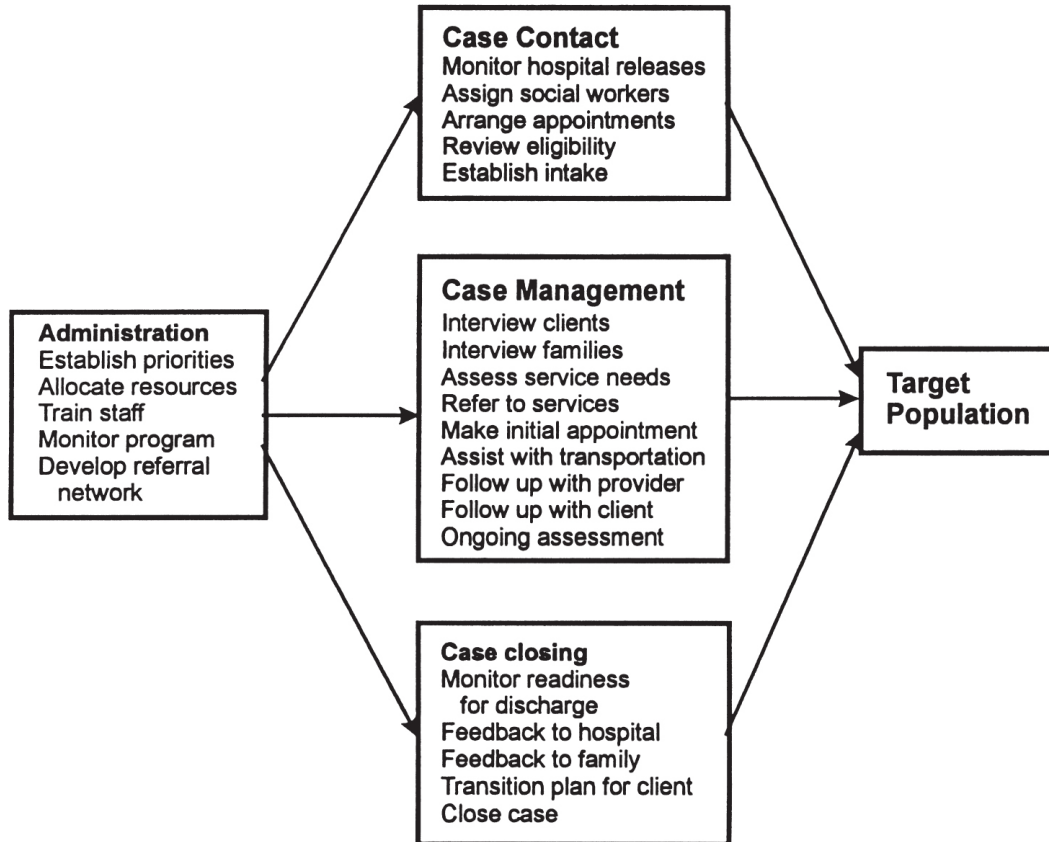 Case Contact
Monitor hospital releases
Assign social workers
Arrange appointments
Review eligibility
Establish intake
Administration
Establish priorities
Allocate resources
Train staff
Monitor program
Develop referral
network
Case Management
Interview clients
Interview families
Assess service needs
Refer to services
Make initial appointment
Assist with transportation
Follow up with provider
Follow up with client
Ongoing assessment
Target
Population
Case closing
Monitor readiness
for discharge
Feedback to hospital
Feedback to family
Transition plan for client
Close case